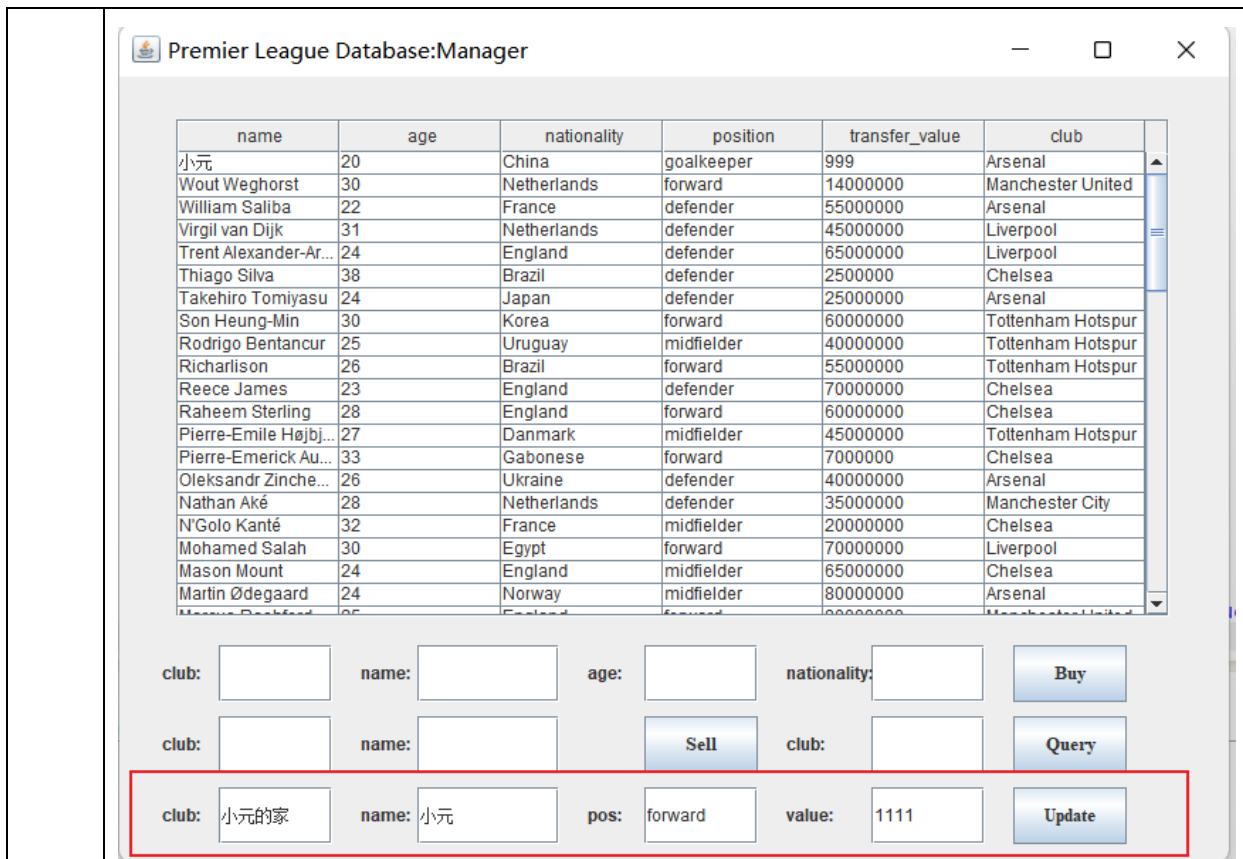 Premier League Database:Manager
name age nationality position transfer_value club
小元 20 China goalkeeper 999 Arsenal
Wout Weghorst 30 Netherlands forward 14000000 Manchester United
William Saliba 22 France defender 55000000 Arsenal
Virgil van Dijk 31 Netherlands defender 45000000 Liverpool
Trent Alexander-Ar... 24 England defender 65000000 Liverpool
Thiago Silva 38 Brazil defender 2500000 Chelsea
Takehiro Tomiyasu 24 Japan defender 25000000 Arsenal
Son Heung-Min 30 Korea forward 60000000 Tottenham Hotspur
Rodrigo Bentancur 25 Uruguay midfielder 40000000 Tottenham Hotspur
Richarlison 26 Brazil forward 55000000 Tottenham Hotspur
Reece James 23 England defender 70000000 Chelsea
Raheem Sterling 28 England forward 60000000 Chelsea
Pierre-Emile Højbj... 27 Danmark midfielder 45000000 Tottenham Hotspur
Pierre-Emerick Au... 33 Gabonese forward 7000000 Chelsea
Oleksandr Zinche... 26 Ukraine defender 40000000 Arsenal
Nathan Aké 28 Netherlands defender 35000000 Manchester City
N'Golo Kanté 32 France midfielder 20000000 Chelsea
Mohamed Salah 30 Egypt forward 70000000 Liverpool
Mason Mount 24 England midfielder 65000000 Chelsea
Martin Ødegaard 24 Norway midfielder 80000000 Arsenal
club: name: age: nationality: Buy
club: name: Sell club: Query
club: 小元的家 name: 小元 pos: forward value: 1111 Update